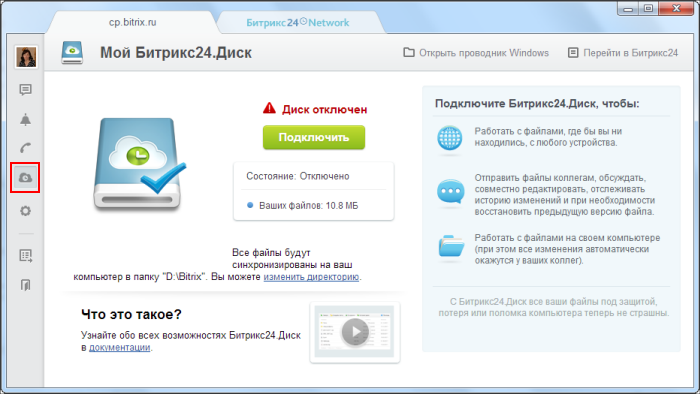 cp.bitrix.ru
Битрикс24 Network
Мой Битрикс24.Диск
Открыть проводник Windows
Перейти в Битрикс24
Диск отключен
Подключить
Состояние: Отключено
Ваших файлов: 10.8 МБ
Все файлы будут
синхронизированы на ваш
компьютер в папку "D:\Bitrix". Вы можете изменить директорию.
Что это такое?
Узнайте обо всех возможностях Битрикс24.Диск
в документации.
Подключите Битрикс24.Диск, чтобы:
Работать с файлами, где бы вы ни
находились, с любого устройства.
Отправить файлы коллегам, обсуждать,
совместно редактировать, отслеживать
историю изменений и при необходимости
восстановить предыдущую версию файла.
Работать с файлами на своем компьютере
(при этом все изменения автоматически
окажутся у ваших коллег).
С Битрикс24.Диск все ваши файлы под защитой,
потеря или поломка компьютера теперь не страшны.